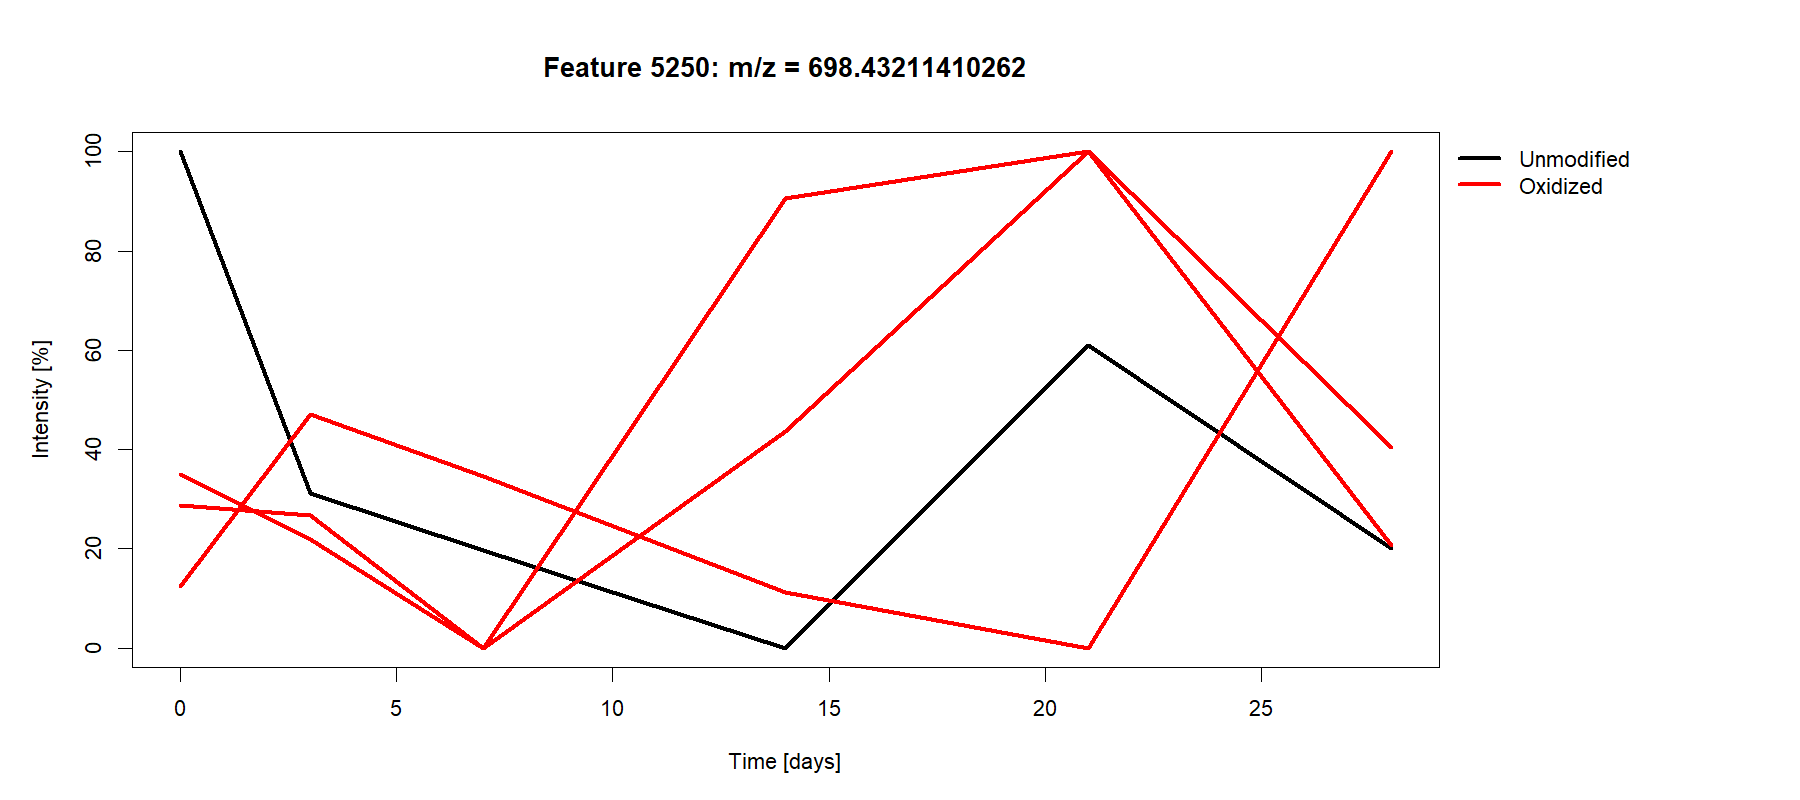 Feature 5250: m/z = 698.43211410262
Unmodified
Oxidized
Intensity [%]
100
80
60
40
20
0
0 5 10 15 20 25
Time [days]